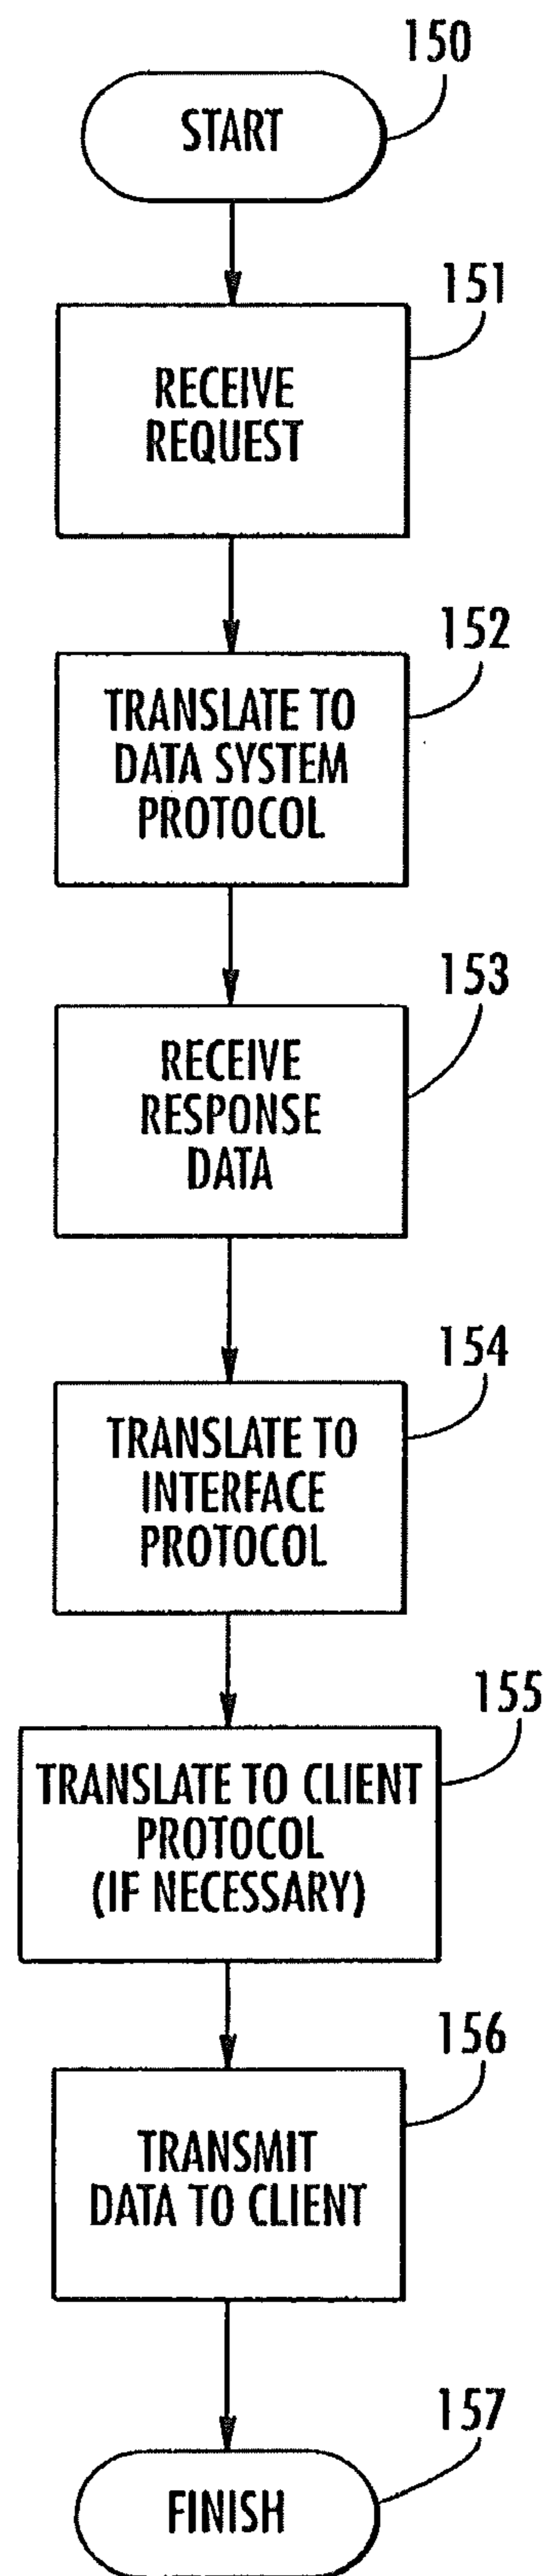 150
START
151
RECEIVE
REQUEST
152
TRANSLATE TO
DATA SYSTEM
PROTOCOL
153
RECEIVE
RESPONSE
DATA
154
TRANSLATE TO
INTERFACE
PROTOCOL
155
TRANSLATE TO CLIENT
PROTOCOL
(IF NECESSARY)
156
TRANSMIT
DATA TO CLIENT
157
FINISH